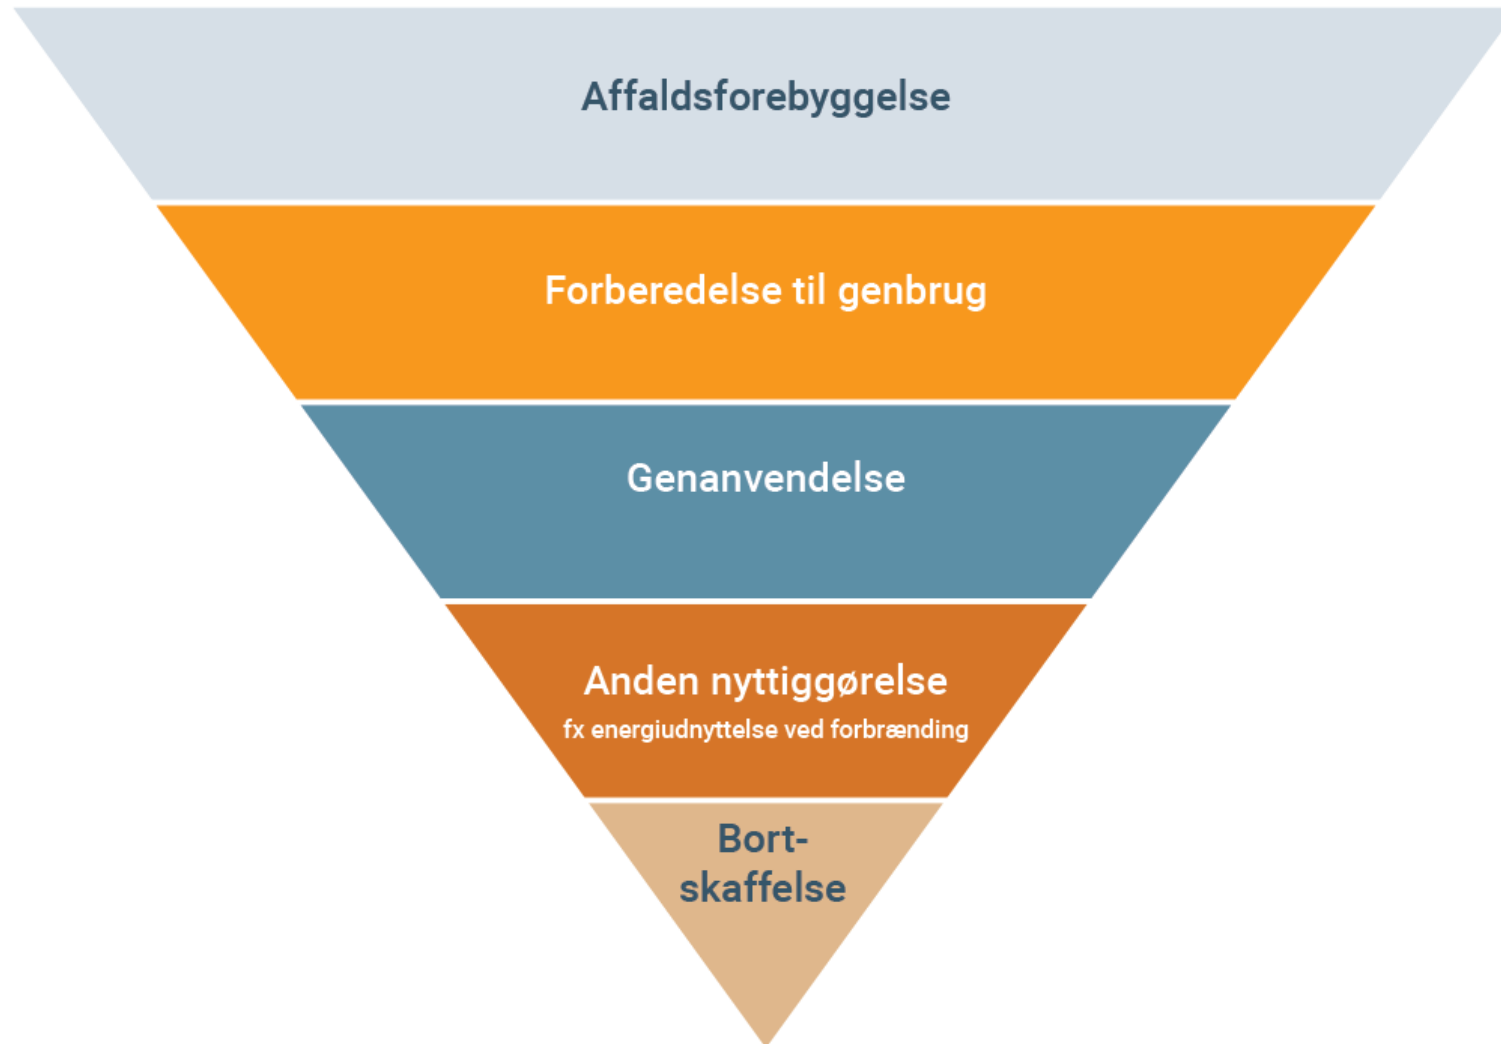 Affaldsforebyggelse
Forberedelse til genbrug
Genanvendelse
Anden nyttiggørelse
fx energiudnyttelse ved forbrænding
Bort-
skaffelse